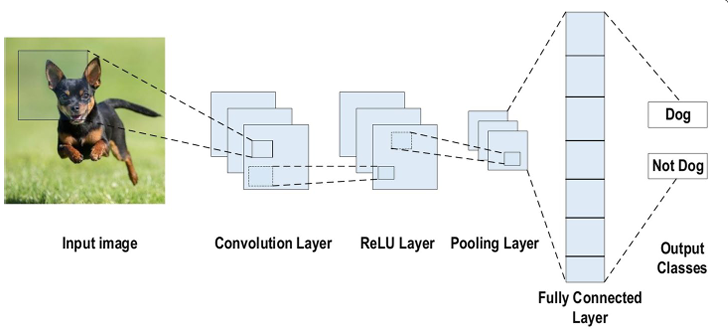 Dog
Not Dog
Input image
Convolution Layer
ReLU Layer
Pooling Layer
Output
Classes
Fully Connected
Layer